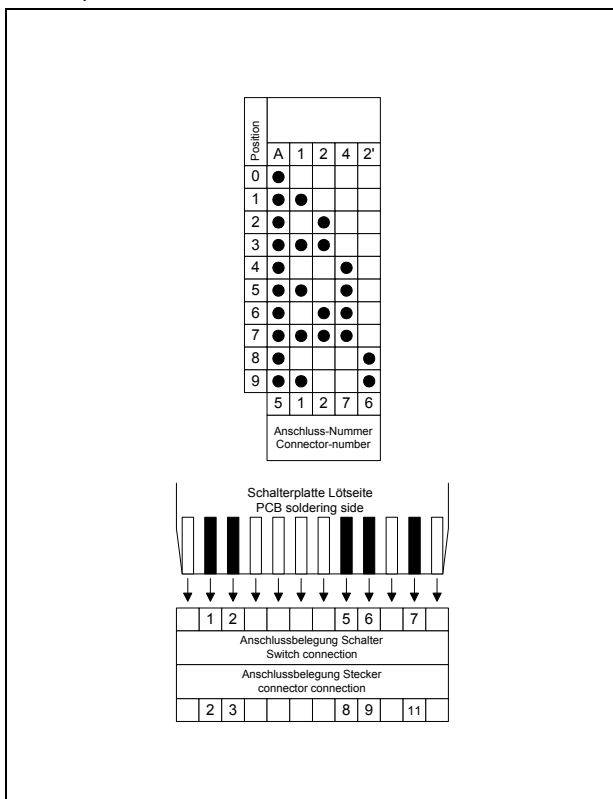 Position
A 1 2 4 2'
0
1
2
3
4
5
6
7
8
9
5 1 2 7 6
Anschluss-Nummer
Connector-number
Schalterplatte Lötseite
PCB soldering side
1 2 5 6 7
Anschlussbelegung Schalter
Switch connection
Anschlussbelegung Stecker
connector connection
2 3 8 9 11